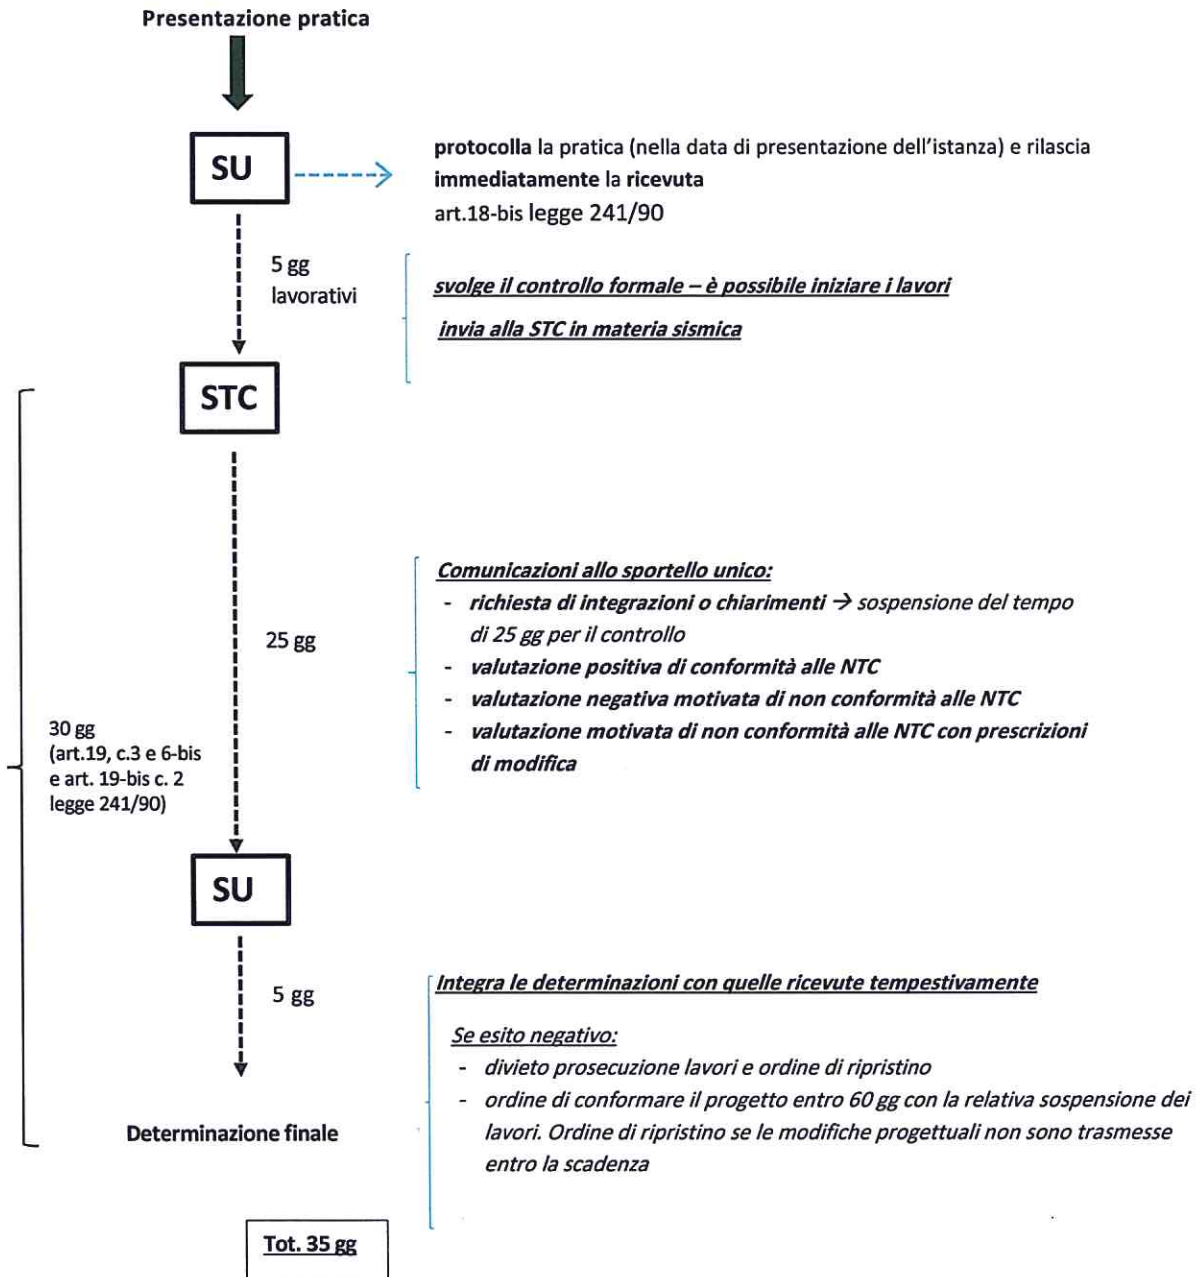 Presentazione pratica
SU
protocolla la pratica (nella data di presentazione dell'istanza) e rilascia
immediatamente la ricevuta
art.18-bis legge 241/90
5 gg
lavorativi
svolge il controllo formale – è possibile iniziare i lavori
invia alla STC in materia sismica
STC
Comunicazioni allo sportello unico:
- richiesta di integrazioni o chiarimenti → sospensione del tempo
di 25 gg per il controllo
- valutazione positiva di conformità alle NTC
- valutazione negativa motivata di non conformità alle NTC
- valutazione motivata di non conformità alle NTC con prescrizioni
di modifica
25 gg
30 gg
(art.19, c.3 e 6-bis
e art. 19-bis c. 2
legge 241/90)
SU
5 gg
Integra le determinazioni con quelle ricevute tempestivamente
Se esito negativo:
- divieto prosecuzione lavori e ordine di ripristino
- ordine di conformare il progetto entro 60 gg con la relativa sospensione dei
lavori. Ordine di ripristino se le modifiche progettuali non sono trasmesse
entro la scadenza
Determinazione finale
Tot. 35 gg